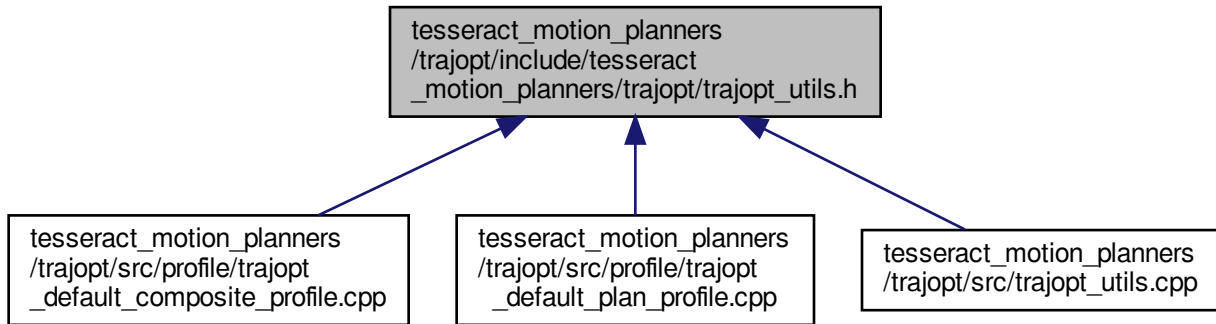 tesseract_motion_planners
/trajopt/include/tesseract
_motion_planners/trajopt/trajopt_utils.h
tesseract_motion_planners
/trajopt/src/profile/trajopt
_default_composite_profile.cpp
tesseract_motion_planners
/trajopt/src/profile/trajopt
_default_plan_profile.cpp
tesseract_motion_planners
/trajopt/src/trajopt_utils.cpp